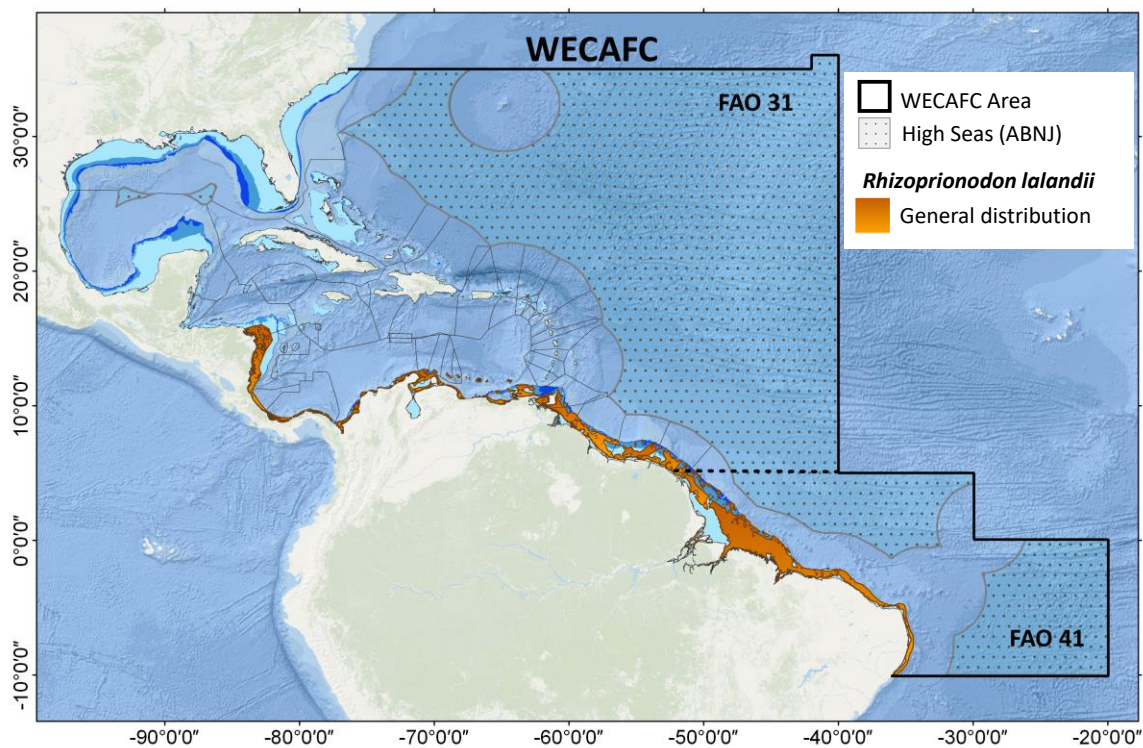 WECAFC
FAO 31
WECAFC Area
High Seas (ABNJ)
Rhizoprionodon lalandii
General distribution
FAO 41
30°0'0"
20°0'0"
10°0'0"
0°0'0"
-10°0'0"
-90°0'0"
-80°0'0"
-70°0'0"
-60°0'0"
-50°0'0"
-40°0'0"
-30°0'0"
-20°0'0"